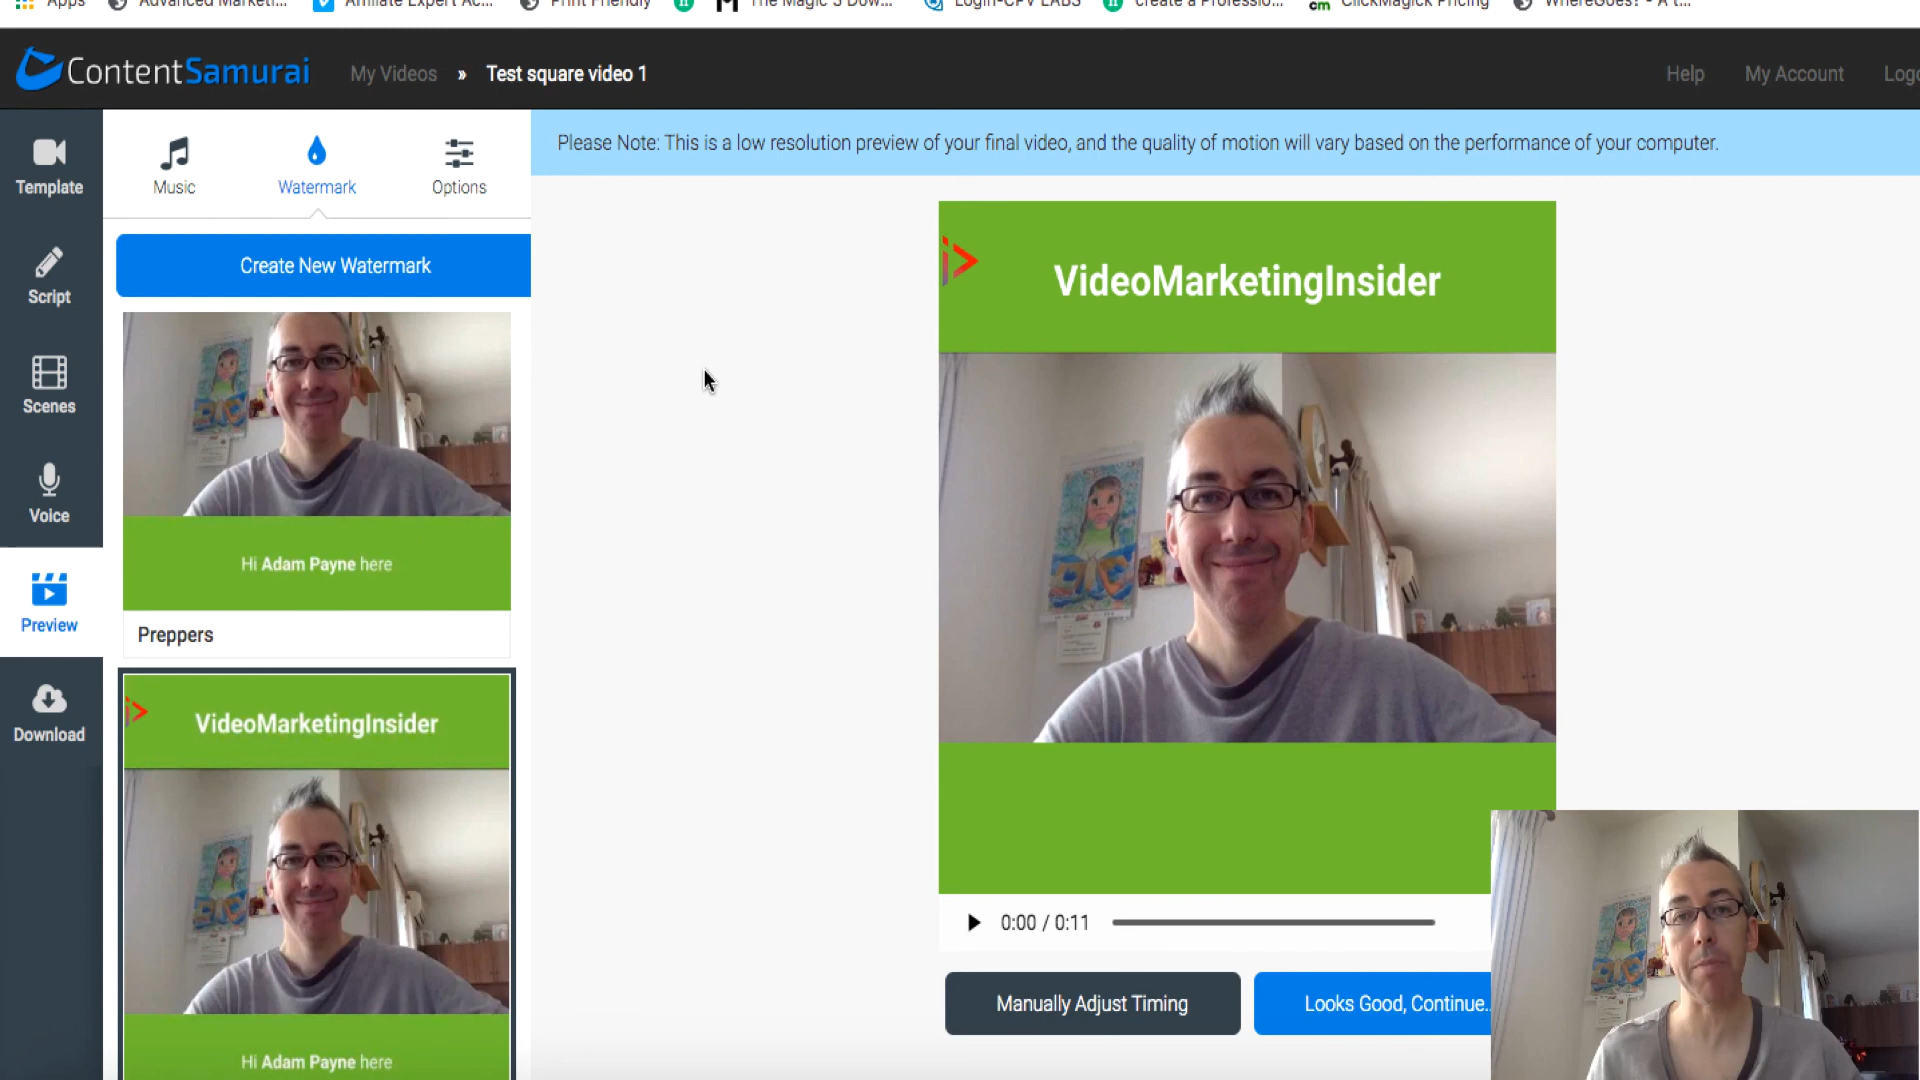 Apps
Advanced Marketi...
Affiliate Expert Ac...
Print Friendly
The Magic 5 Dow...
Login-CPV LABS
Create a Professio...
cm ClickMagick Pricing
WhereGoes? - A t...
ContentSamurai
My Videos » Test square video 1
Help
My Account
Logo
Please Note: This is a low resolution preview of your final video, and the quality of motion will vary based on the performance of your computer.
Template
Script
Scenes
Voice
Preview
Download
Music
Watermark
Options
Create New Watermark
Hi Adam Payne here
Preppers
VideoMarketingInsider
Hi Adam Payne here
VideoMarketingInsider
0:00 / 0:11
Manually Adjust Timing
Looks Good, Continue..